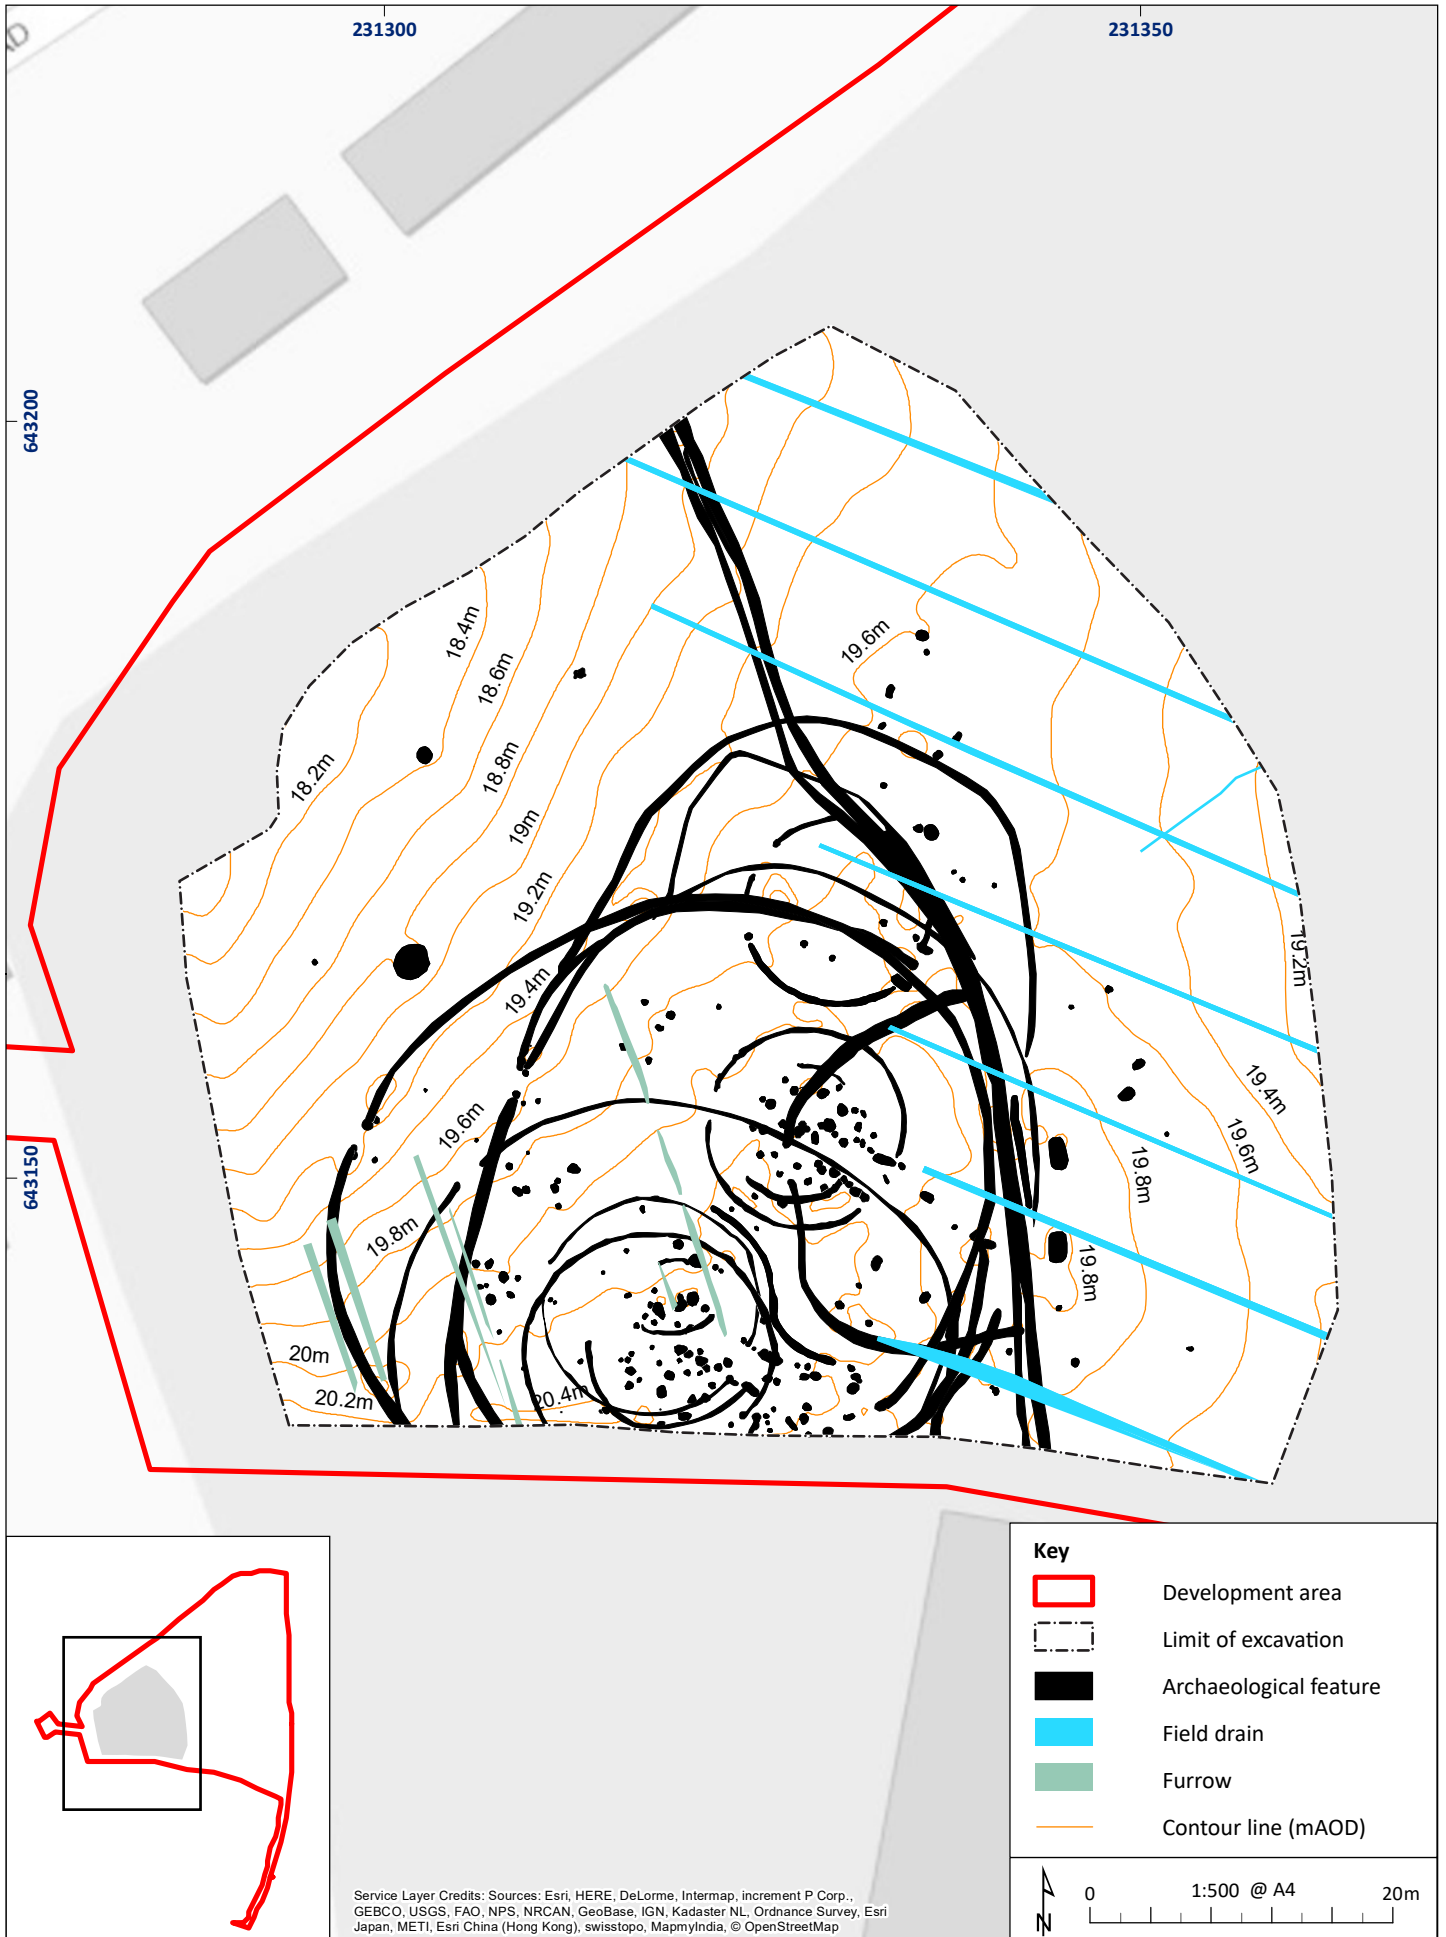 231300
231350
AD
643200
643150
18.4m
18.6m
19.6m
18.2m
18.8m
19m
19.2m
19.2m
19.4m
19.4m
19.6m
19.6m
19.8m
19.8m
19.8m
20m
20.2m
20.4m
Key
Development area
Limit of excavation
Archaeological feature
Field drain
Furrow
Contour line (mAOD)
N
0
1:500 @ A4
20m
Service Layer Credits: Sources: Esri, HERE, DeLorme, Intermap, increment P Corp.,
GEBCO, USGS, FAO, NPS, NRCAN, GeoBase, IGN, Kadaster NL, Ordnance Survey, Esri
Japan, METI, Esri China (Hong Kong), swisstopo, MapmyIndia, © OpenStreetMap